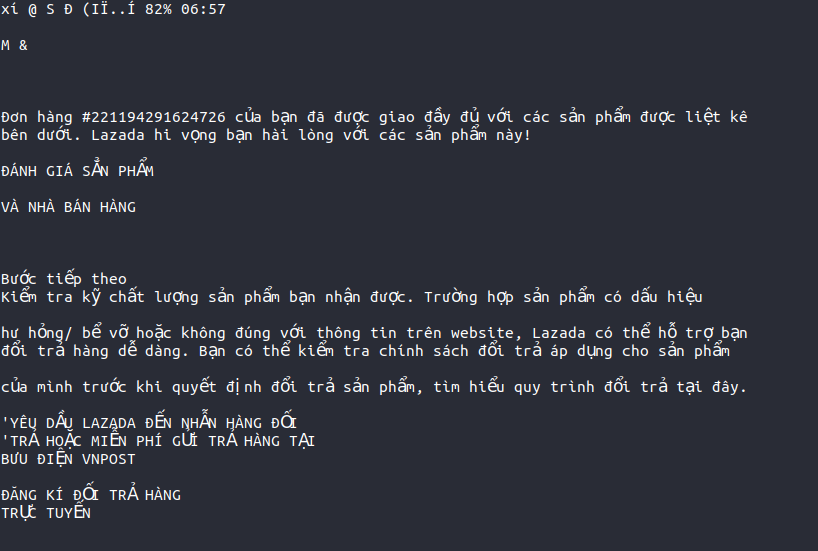 xí @ S Đ (IÏ..Í 82% 06:57
M &
Đơn hàng #221194291624726 của bạn đã được giao đầy đủ với các sản phẩm được liệt kê
bên dưới. Lazada hi vọng bạn hài lòng với các sản phẩm này!
ĐÁNH GIÁ SẲN PHẨM
VÀ NHÀ BÁN HÀNG
Bước tiếp theo
Kiểm tra kỹ chất lượng sản phẩm bạn nhận được. Trường hợp sản phẩm có dấu hiệu
hư hỏng/ bể vỡ hoặc không đúng với thông tin trên website, Lazada có thể hỗ trợ bạn
đổi trả hàng dễ dàng. Bạn có thể kiểm tra chính sách đổi trả áp dụng cho sản phẩm
của mình trước khi quyết định đổi trả sản phẩm, tìm hiểu quy trinh đổi trả tại đây.
'YÊU DẦU LAZADA ĐẾN NHẪN HÀNG ĐỐI
'TRẢ HOẶC MIỄN PHÍ GỬI TRẢ HÀNG TẠI
BƯU ĐIỆN VNPOST
ĐĂNG KÍ ĐỐI TRẢ HÀNG
TRỰC TUYẾN